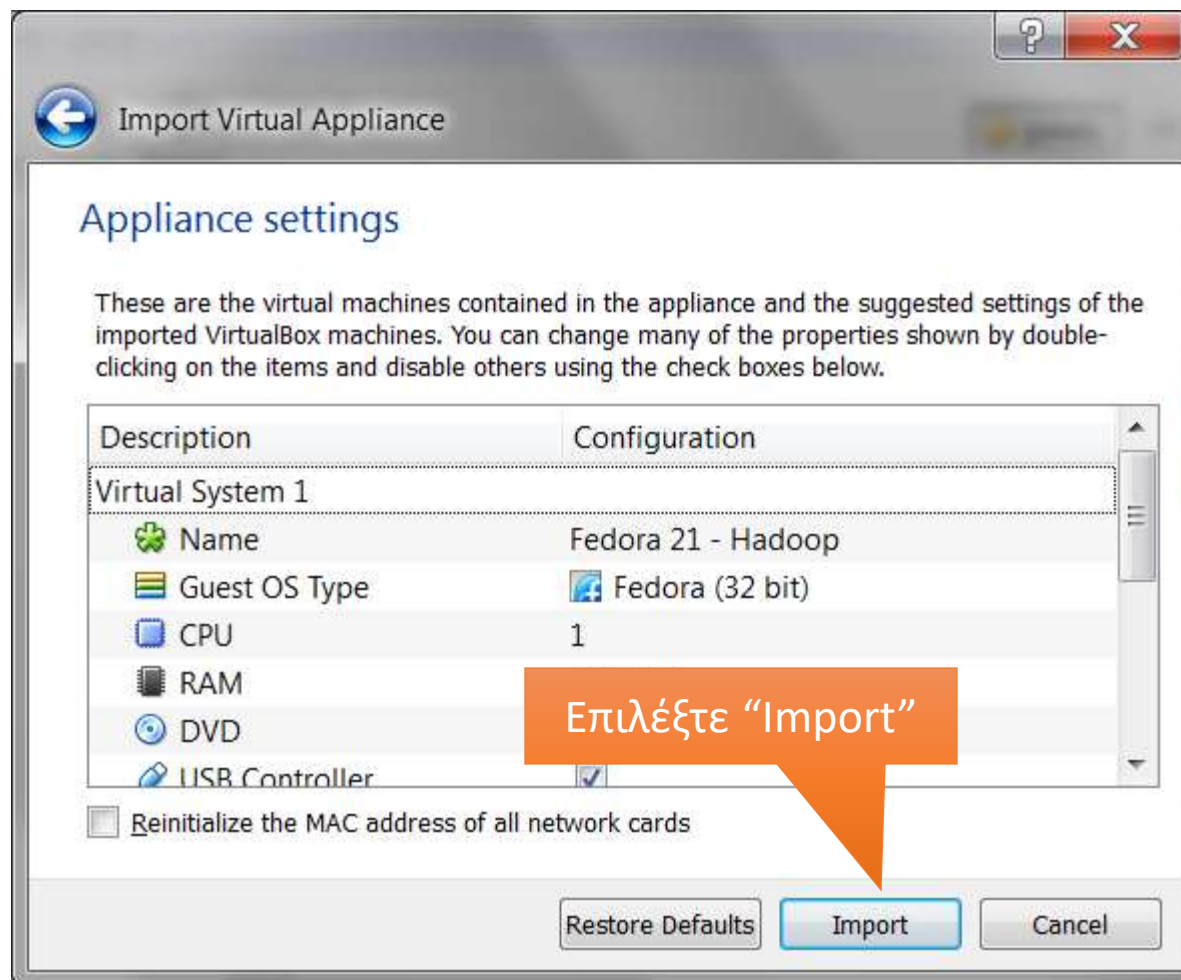 Import Virtual Appliance
Appliance settings
These are the virtual machines contained in the appliance and the suggested settings of the
imported VirtualBox machines. You can change many of the properties shown by double-
clicking on the items and disable others using the check boxes below.
Description Configuration
Virtual System 1
Name Fedora 21 - Hadoop
Guest OS Type Fedora (32 bit)
CPU 1
RAM
DVD
USB Controller
Επιλέξτε “Import”
Reinitialize the MAC address of all network cards
Restore Defaults Import Cancel